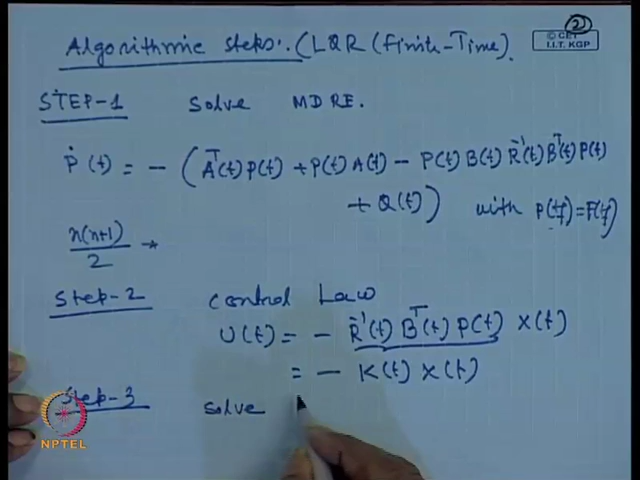 ②
© CET
I.I.T. KGP
Algorithmic steps:. (LQR (Finite-Time).
STEP-1 solve MDRE.
Ṗ(t) = - (Aᵀ(t)P(t) + P(t)A(t) - P(t)B(t)R⁻¹(t)Bᵀ(t)P(t)
+ Q(t)) with P(tf)=F(tf)
n(n+1)/2 →
Step-2 control Law
U(t) = - R⁻¹(t) Bᵀ(t) P(t) X(t)
= - K(t) X(t)
Step-3 solve
NPTEL